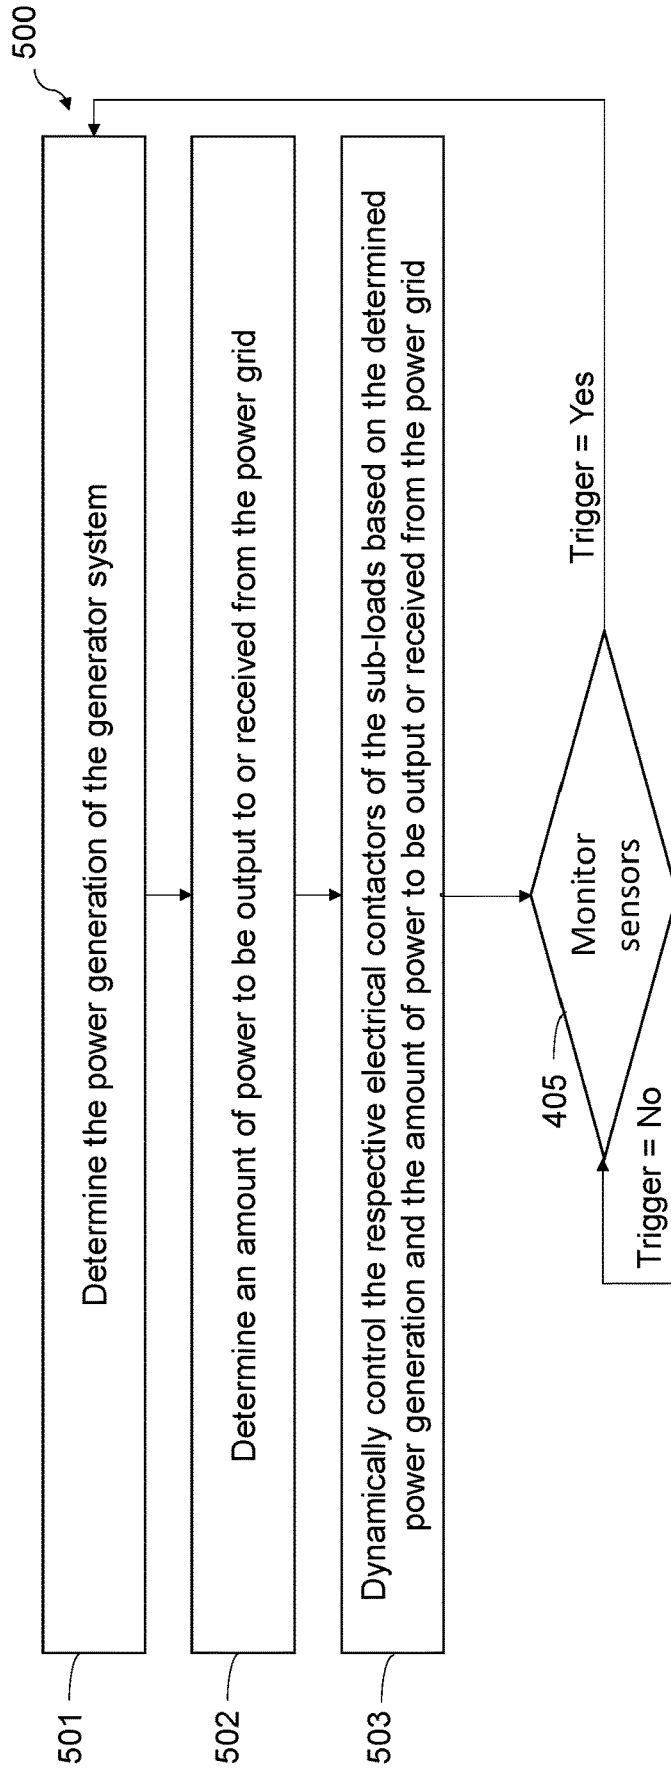 500
501
Determine the power generation of the generator system
502
Determine an amount of power to be output to or received from the power grid
503
Dynamically control the respective electrical contactors of the sub-loads based on the determined
power generation and the amount of power to be output or received from the power grid
405
Monitor
sensors
Trigger = Yes
Trigger = No